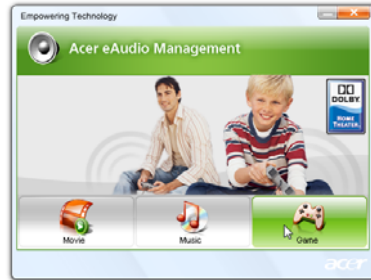 Empowering Technology
Acer eAudio Management
DOLBY
HOME
THEATER
Movie
Music
Game
acer